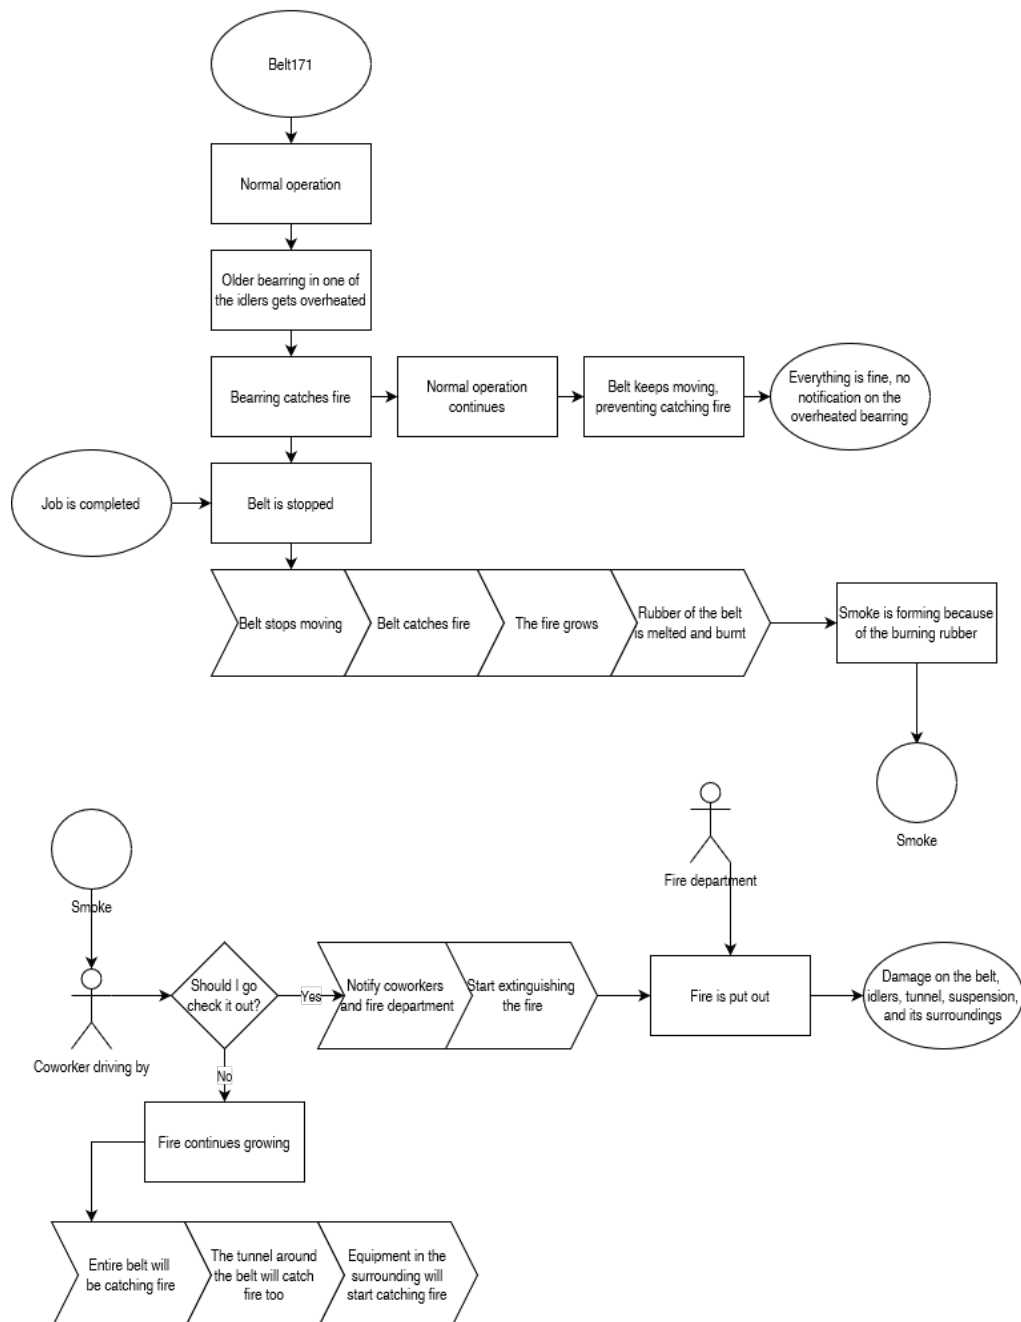 Belt171
Normal operation
Older bearring in one of
the idlers gets overheated
Bearring catches fire
Normal operation
continues
Belt keeps moving,
preventing catching fire
Everything is fine, no
notification on the
overheated bearring
Job is completed
Belt is stopped
Belt stops moving
Belt catches fire
The fire grows
Rubber of the belt
is melted and burnt
Smoke is forming because
of the burning rubber
Smoke
Smoke
Fire department
Coworker driving by
Should I go
check it out?
Yes
Notify coworkers
and fire department
Start extinguishing
the fire
Fire is put out
Damage on the belt,
idlers, tunnel, suspension,
and its surroundings
No
Fire continues growing
Entire belt will
be catching fire
The tunnel around
the belt will catch
fire too
Equipment in the
surrounding will
start catching fire